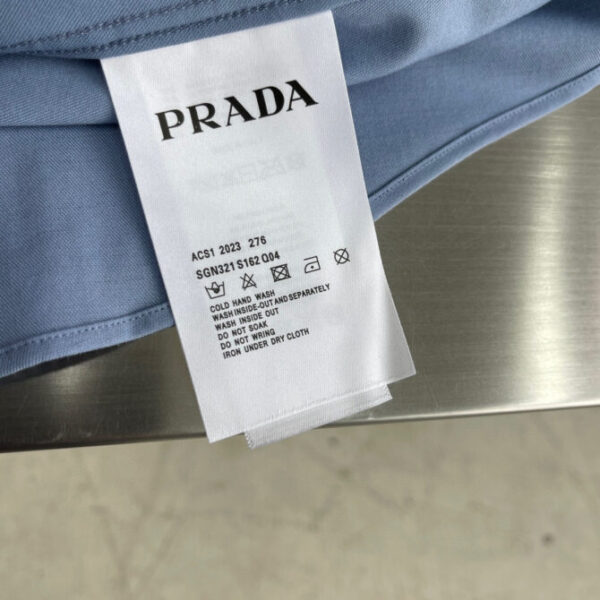 PRADA
ACS1 2023 276
SGN321 S162 Q04
COLD HAND WASH
WASH INSIDE-OUT AND SEPARATELY
WASH INSIDE OUT
DO NOT SOAK
DO NOT WRING
IRON UNDER DRY CLOTH